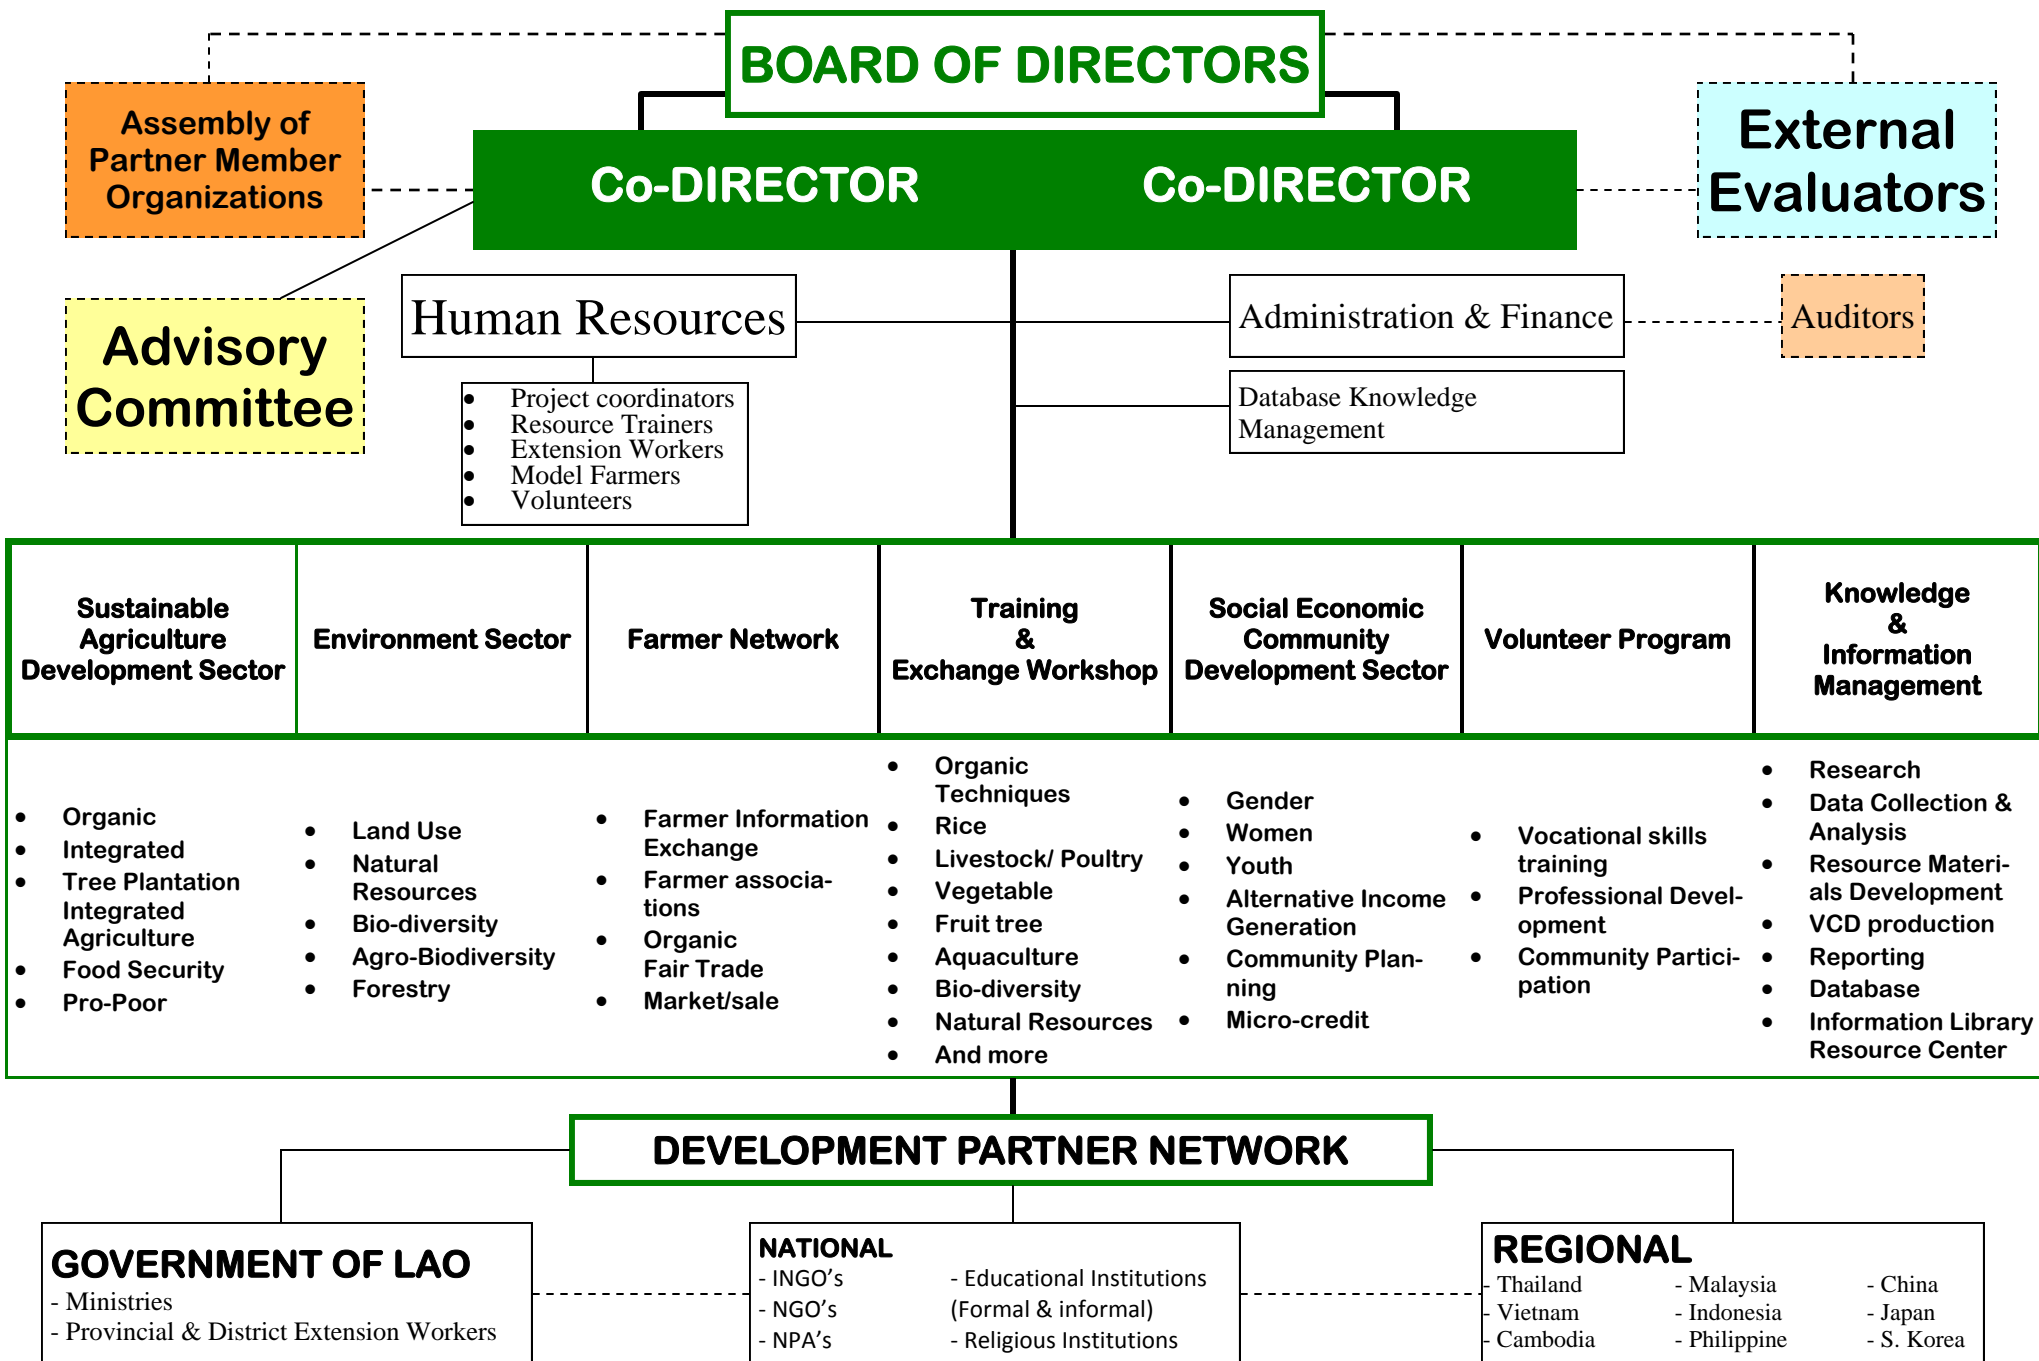 BOARD OF DIRECTORS
Assembly of
Partner Member
Organizations
Co-DIRECTOR
Co-DIRECTOR
External
Evaluators
Advisory
Committee
Human Resources
• Project coordinators
• Resource Trainers
• Extension Workers
• Model Farmers
• Volunteers
Administration & Finance
Auditors
Database Knowledge
Management
Sustainable
Agriculture
Development Sector
Environment Sector
Farmer Network
Training
&
Exchange Workshop
Social Economic
Community
Development Sector
Volunteer Program
Knowledge
&
Information
Management
• Organic
• Integrated
• Tree Plantation
Integrated
Agriculture
• Food Security
• Pro-Poor
• Land Use
• Natural
Resources
• Bio-diversity
• Agro-Biodiversity
• Forestry
• Farmer Information
Exchange
• Farmer associa-
tions
• Organic
Fair Trade
• Market/sale
• Organic
Techniques
• Rice
• Livestock/ Poultry
• Vegetable
• Fruit tree
• Aquaculture
• Bio-diversity
• Natural Resources
• And more
• Gender
• Women
• Youth
• Alternative Income
Generation
• Community Plan-
ning
• Micro-credit
• Vocational skills
training
• Professional Devel-
opment
• Community Partici-
pation
• Research
• Data Collection &
Analysis
• Resource Materi-
als Development
• VCD production
• Reporting
• Database
• Information Library
Resource Center
DEVELOPMENT PARTNER NETWORK
GOVERNMENT OF LAO
- Ministries
- Provincial & District Extension Workers
NATIONAL
- INGO’s
- NGO’s
- NPA’s
- Educational Institutions
(Formal & informal)
- Religious Institutions
REGIONAL
- Thailand
- Vietnam
- Cambodia
- Malaysia
- Indonesia
- Philippine
- China
- Japan
- S. Korea